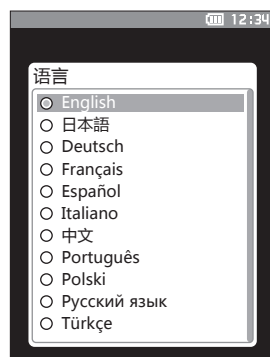 12:34
语言
English
日本語
Deutsch
Français
Español
Italiano
中文
Português
Polski
Русский язык
Türkçe